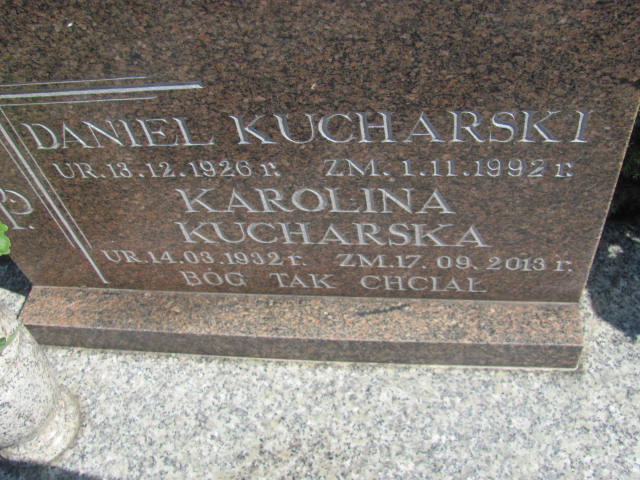 DANIEL KUCHARSKI
UR. 13.12.1926 r. ZM. 1.11.1992 r.
KAROLINA
KUCHARSKA
UR. 14.03.1932 r. ZM. 17.09.2013 r.
BÓG TAK CHCIAŁ